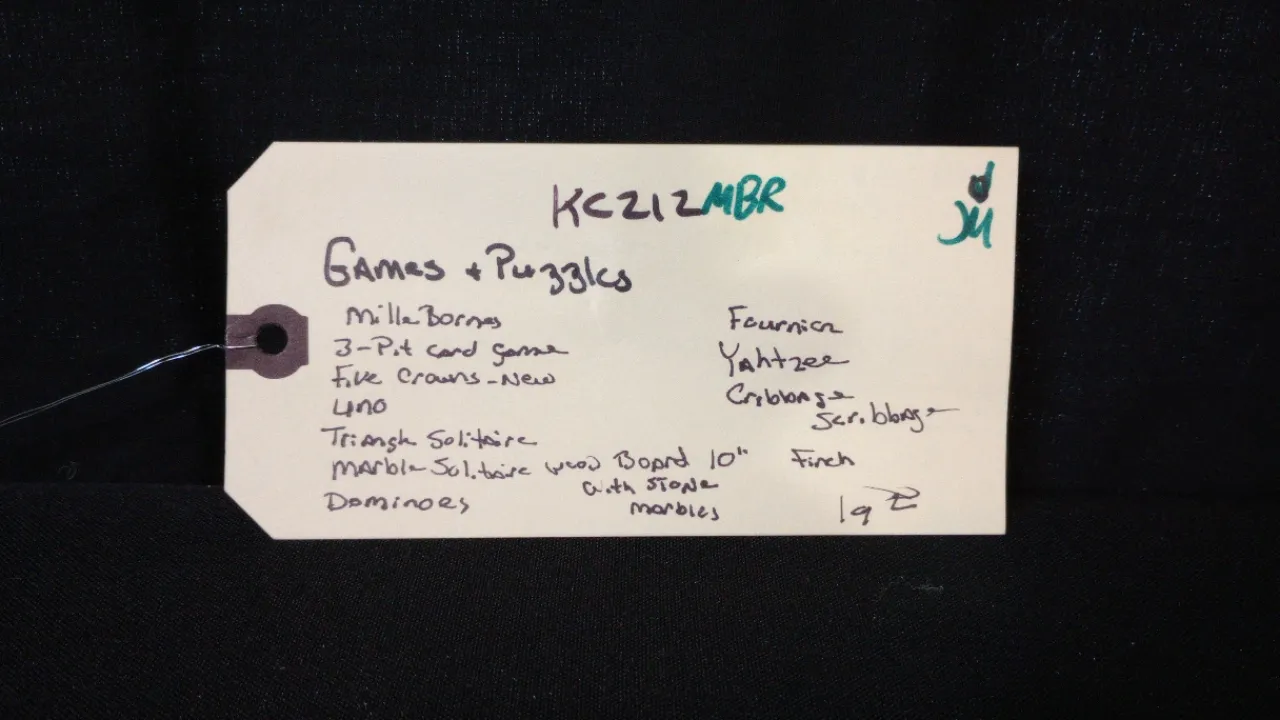 KC212MBR
JM
Games + Puzzles
Mille Bornes
3-Pit card game
Five Crowns-New
Uno
Triangle Solitaire
Marble Solitaire wood Board 10"
with STONE
marbles
Dominoes
Fournier
Yahtzee
Cribbage
Scribbage
Finch